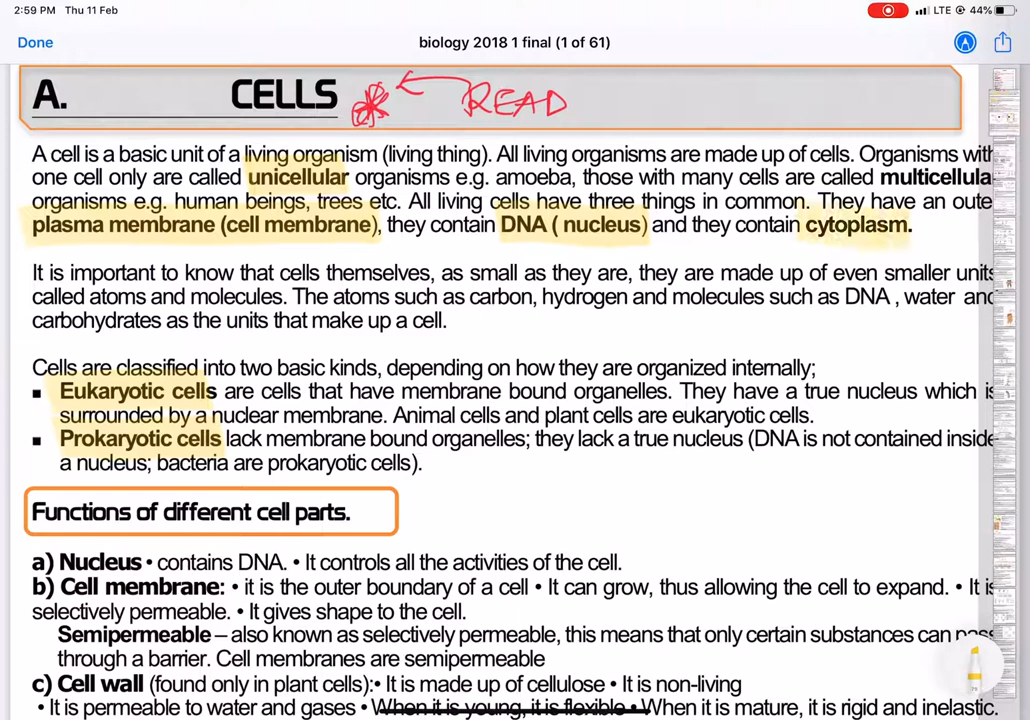 2:59 PM Thu 11 Feb LTE 44%
Done biology 2018 1 final (1 of 61)
A. CELLS READ
A cell is a basic unit of a living organism (living thing). All living organisms are made up of cells. Organisms with
one cell only are called unicellular organisms e.g. amoeba, those with many cells are called multicellula
organisms e.g. human beings, trees etc. All living cells have three things in common. They have an oute
plasma membrane (cell membrane), they contain DNA ( nucleus) and they contain cytoplasm.
It is important to know that cells themselves, as small as they are, they are made up of even smaller units
called atoms and molecules. The atoms such as carbon, hydrogen and molecules such as DNA , water and
carbohydrates as the units that make up a cell.
Cells are classified into two basic kinds, depending on how they are organized internally;
▪ Eukaryotic cells are cells that have membrane bound organelles. They have a true nucleus which is
surrounded by a nuclear membrane. Animal cells and plant cells are eukaryotic cells.
▪ Prokaryotic cells lack membrane bound organelles; they lack a true nucleus (DNA is not contained inside
a nucleus; bacteria are prokaryotic cells).
Functions of different cell parts.
a) Nucleus • contains DNA. • It controls all the activities of the cell.
b) Cell membrane: • it is the outer boundary of a cell • It can grow, thus allowing the cell to expand. • It is
selectively permeable. • It gives shape to the cell.
Semipermeable – also known as selectively permeable, this means that only certain substances can pass
through a barrier. Cell membranes are semipermeable
c) Cell wall (found only in plant cells):• It is made up of cellulose • It is non-living
• It is permeable to water and gases • When it is young, it is flexible • When it is mature, it is rigid and inelastic.